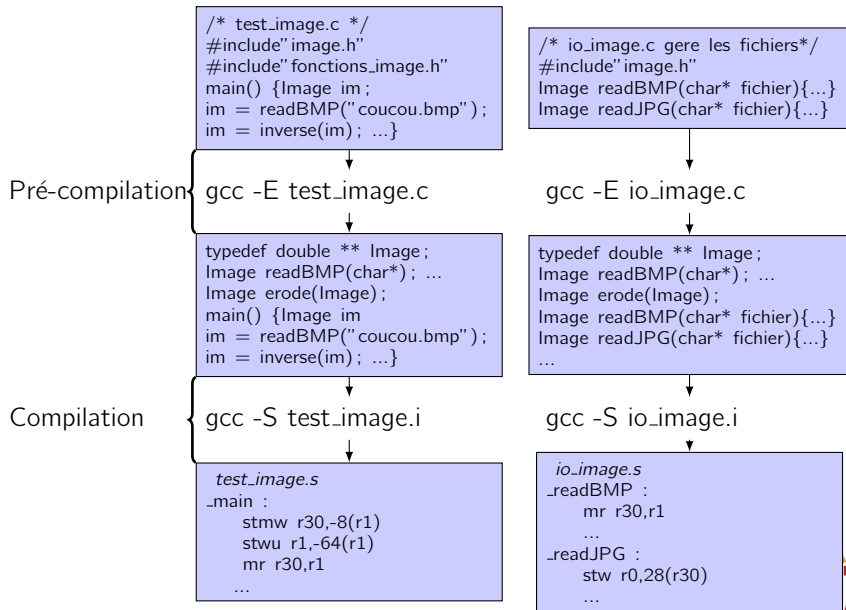 /* test_image.c */
#include"image.h"
#include"fonctions_image.h"
main() {Image im ;
im = readBMP("coucou.bmp") ;
im = inverse(im) ; ...}
/* io_image.c gere les fichiers*/
#include"image.h"
Image readBMP(char* fichier){...}
Image readJPG(char* fichier){...}
Pré-compilation
gcc -E test_image.c
gcc -E io_image.c
typedef double ** Image ;
Image readBMP(char*) ; ...
Image erode(Image) ;
main() {Image im
im = readBMP("coucou.bmp") ;
im = inverse(im) ; ...}
typedef double ** Image ;
Image readBMP(char*) ; ...
Image erode(Image) ;
Image readBMP(char* fichier){...}
Image readJPG(char* fichier){...}
...
Compilation
gcc -S test_image.i
gcc -S io_image.i
test_image.s
_main :
stmw r30,-8(r1)
stwu r1,-64(r1)
mr r30,r1
...
io_image.s
_readBMP :
mr r30,r1
...
_readJPG :
stw r0,28(r30)
...